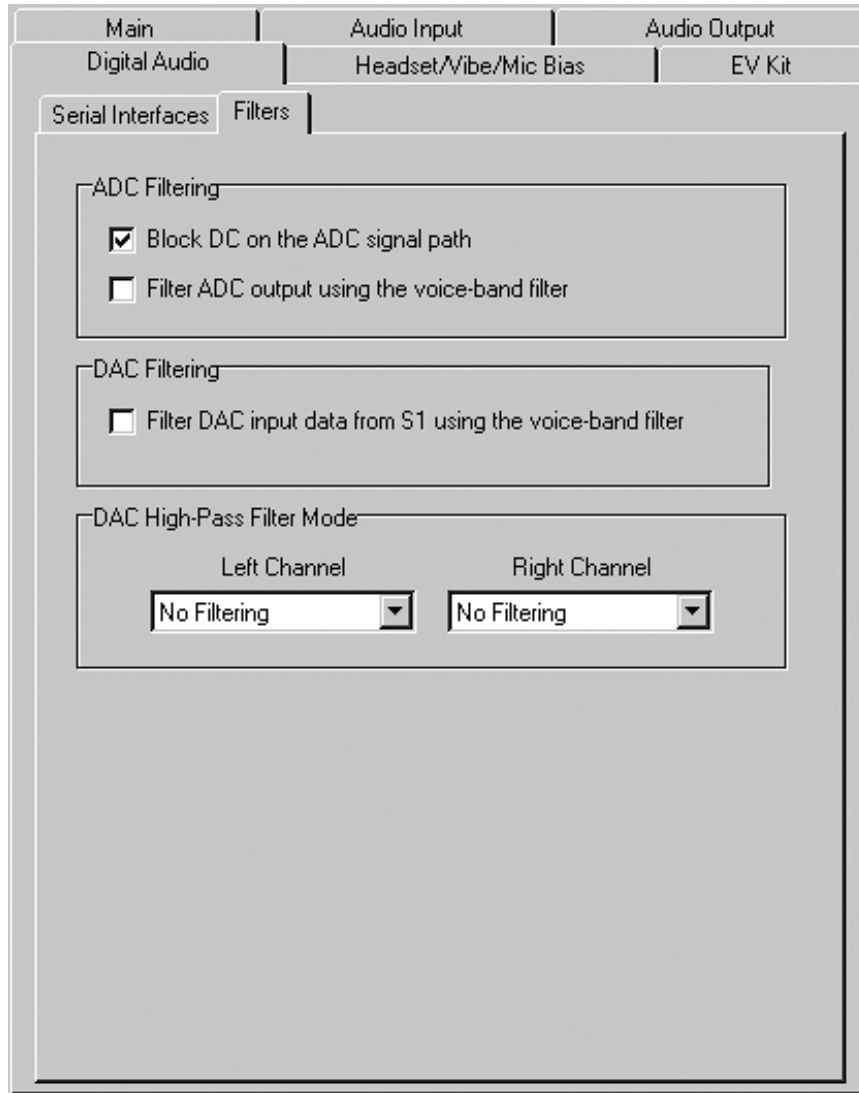 Main Audio Input Audio Output
Digital Audio Headset/Vibe/Mic Bias EV Kit
Serial Interfaces Filters
ADC Filtering
Block DC on the ADC signal path
Filter ADC output using the voice-band filter
DAC Filtering
Filter DAC input data from S1 using the voice-band filter
DAC High-Pass Filter Mode
Left Channel Right Channel
No Filtering No Filtering